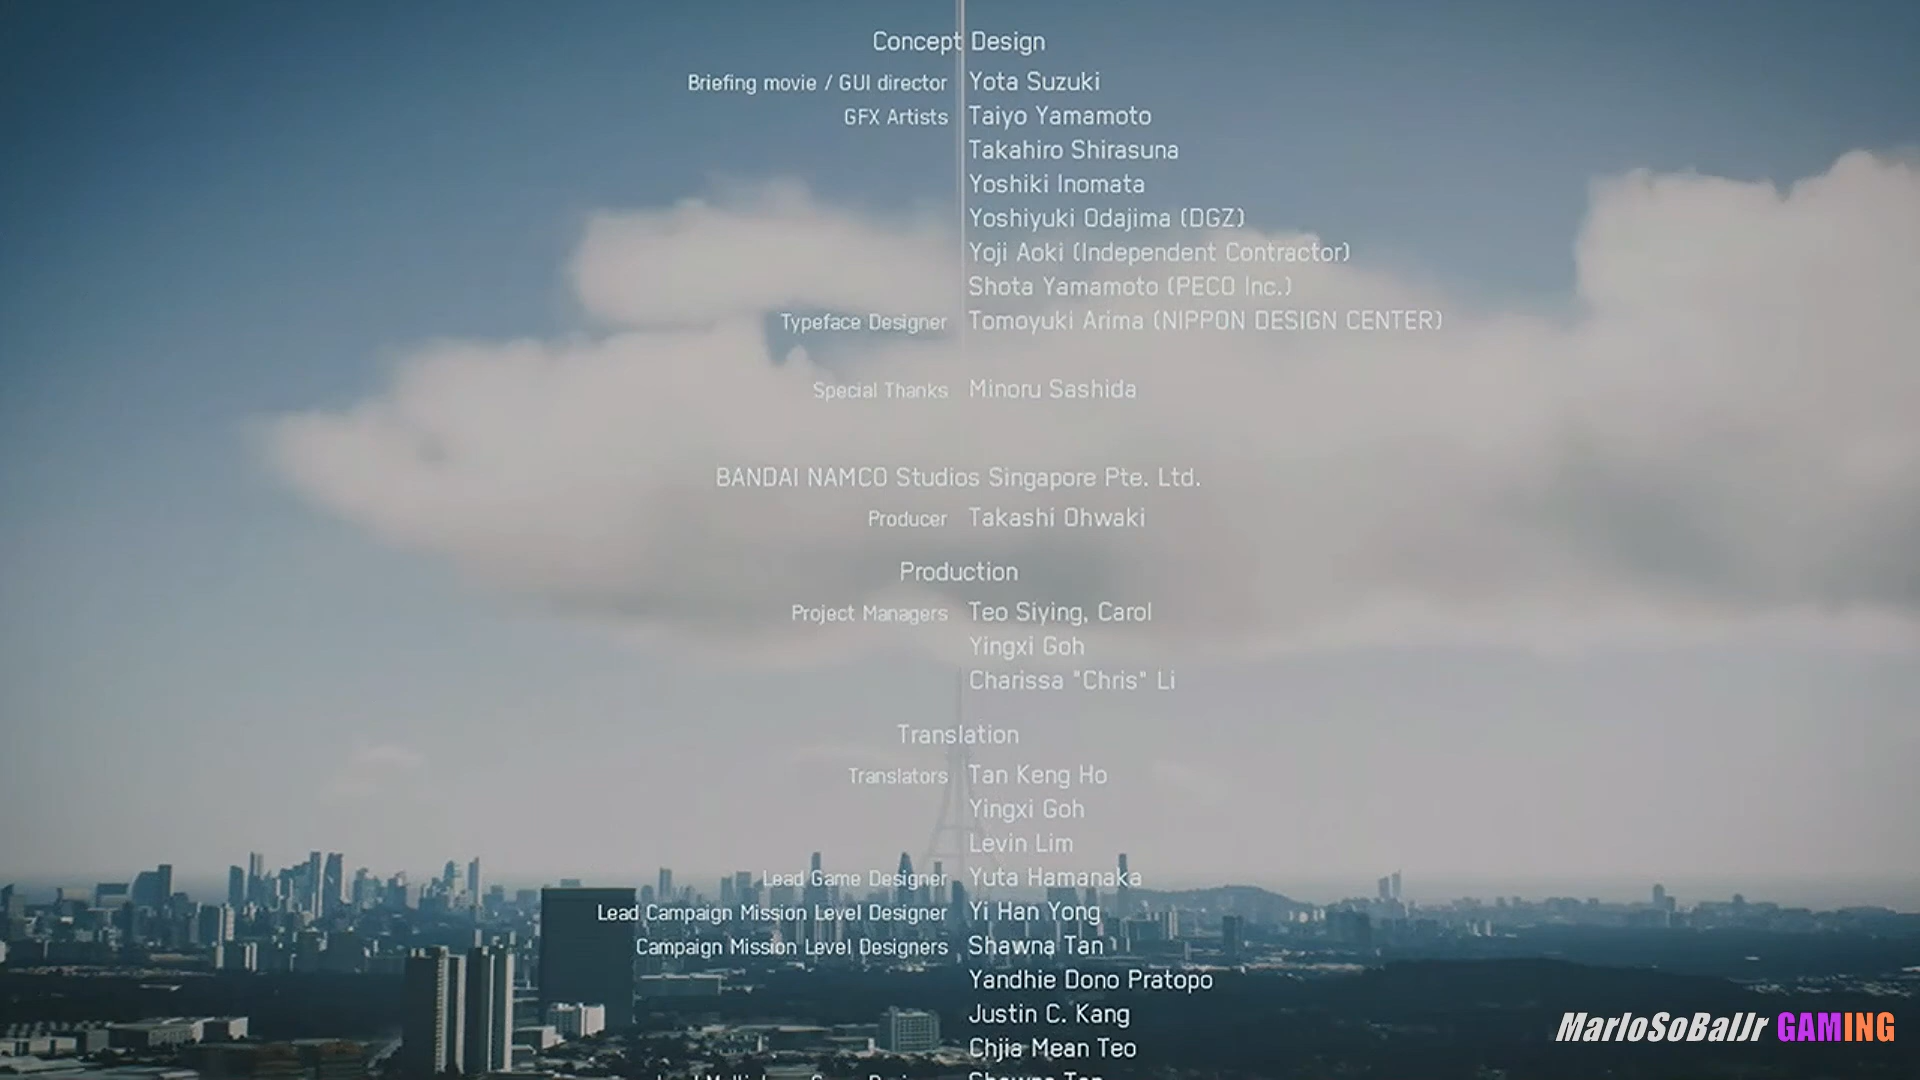 Concept Design
Briefing movie / GUI director Yota Suzuki
GFX Artists Taiyo Yamamoto
Takahiro Shirasuna
Yoshiki Inomata
Yoshiyuki Odajima (DGZ)
Yoji Aoki (Independent Contractor)
Shota Yamamoto (PECO Inc.)
Typeface Designer Tomoyuki Arima (NIPPON DESIGN CENTER)
Special Thanks Minoru Sashida
BANDAI NAMCO Studios Singapore Pte. Ltd.
Producer Takashi Ohwaki
Production
Project Managers Teo Siying, Carol
Yingxi Goh
Charissa "Chris" Li
Translation
Translators Tan Keng Ho
Yingxi Goh
Levin Lim
Lead Game Designer Yuta Hamanaka
Lead Campaign Mission Level Designer Yi Han Yong
Campaign Mission Level Designers Shawna Tan
Yandhie Dono Pratopo
Justin C. Kang
Chjia Mean Teo
MarloSoBalJr GAMING